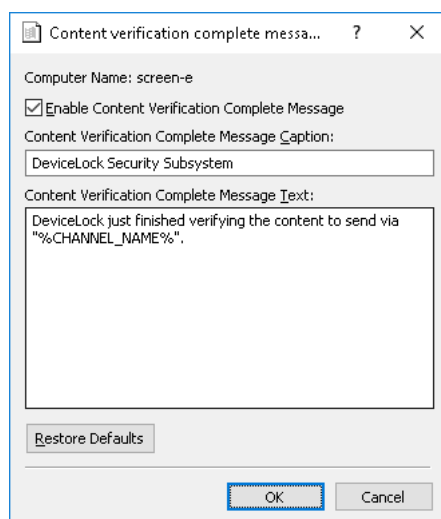 Content verification complete messa... ?
Computer Name: screen-e
Enable Content Verification Complete Message
Content Verification Complete Message Caption:
DeviceLock Security Subsystem
Content Verification Complete Message Text:
DeviceLock just finished verifying the content to send via
"%CHANNEL_NAME%".
Restore Defaults
OK Cancel